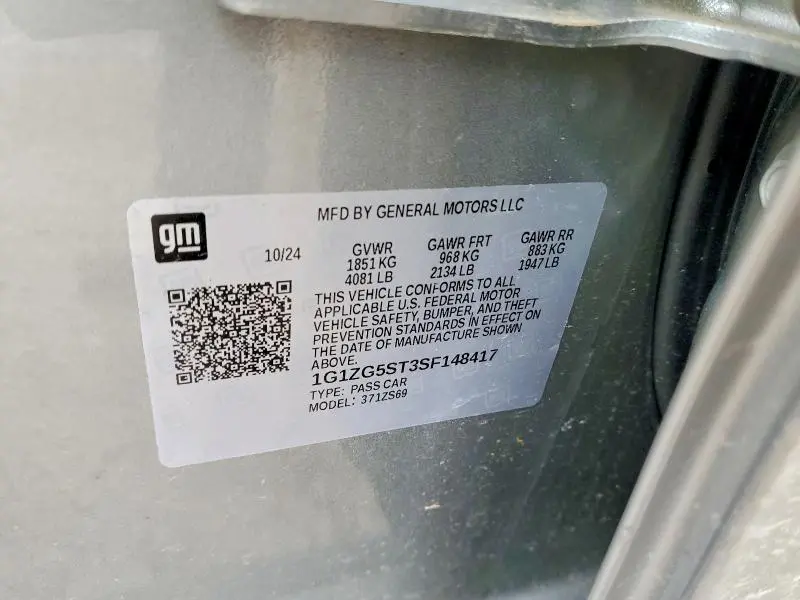 gm
MFD BY GENERAL MOTORS LLC
10/24
GVWR
1851 KG
4081 LB
GAWR FRT
968 KG
2134 LB
GAWR RR
883 KG
1947 LB
THIS VEHICLE CONFORMS TO ALL
APPLICABLE U.S. FEDERAL MOTOR
VEHICLE SAFETY, BUMPER, AND THEFT
PREVENTION STANDARDS IN EFFECT ON
THE DATE OF MANUFACTURE SHOWN
ABOVE.
1G1ZG5ST3SF148417
TYPE: PASS CAR
MODEL: 371ZS69